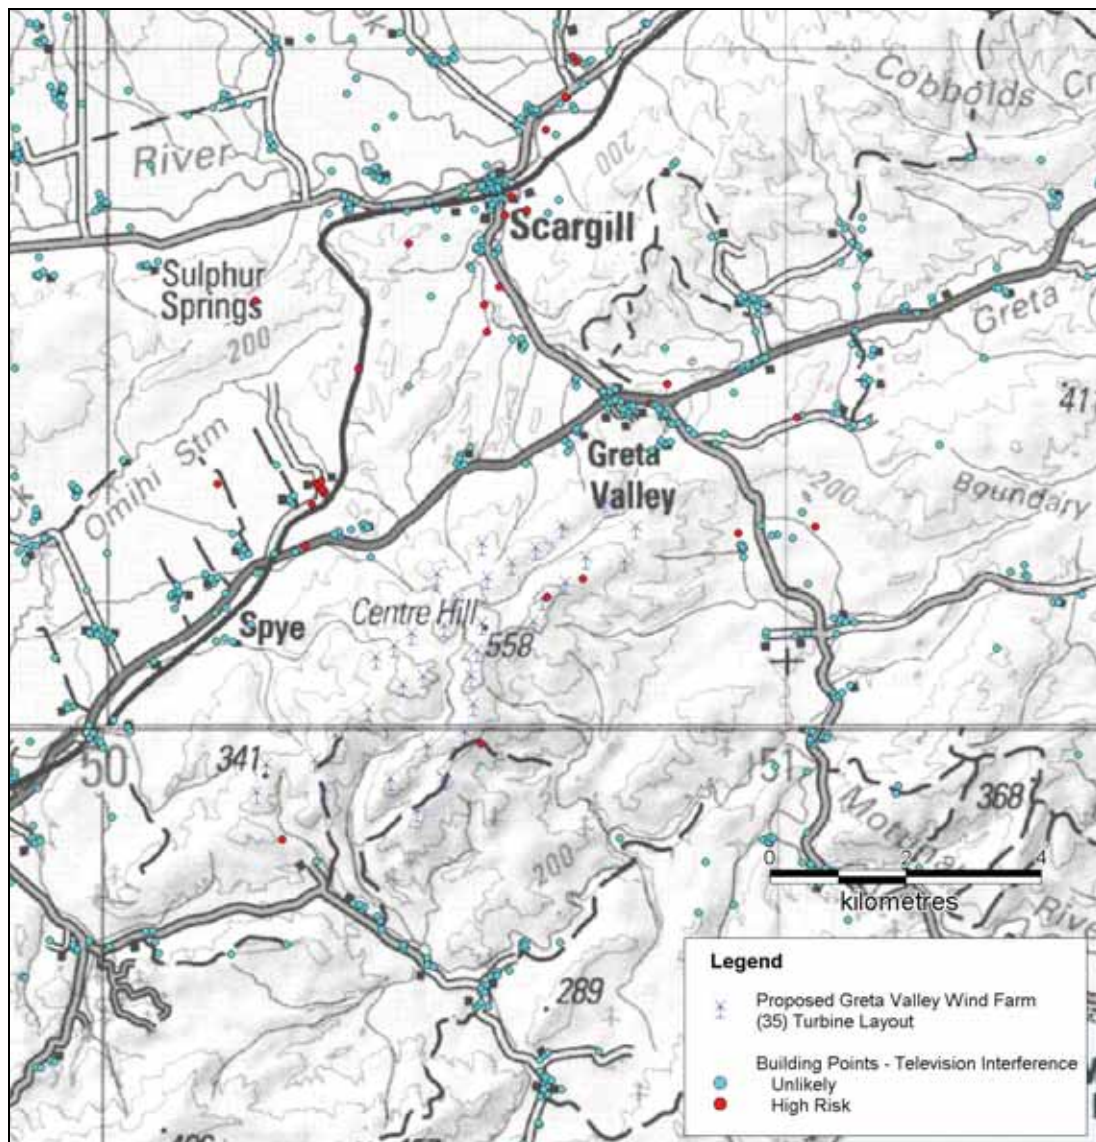 Cobbolds
River
200
Scargill
Sulphur
Springs
200
Greta
417
Omihi Stm
Greta
Valley
200
Boundary
Centre Hill
Spye
558
50
341
51
368
0 2 4
kilometres
200
289
Legend
Proposed Greta Valley Wind Farm
(35) Turbine Layout
Building Points - Television Interference
Unlikely
High Risk